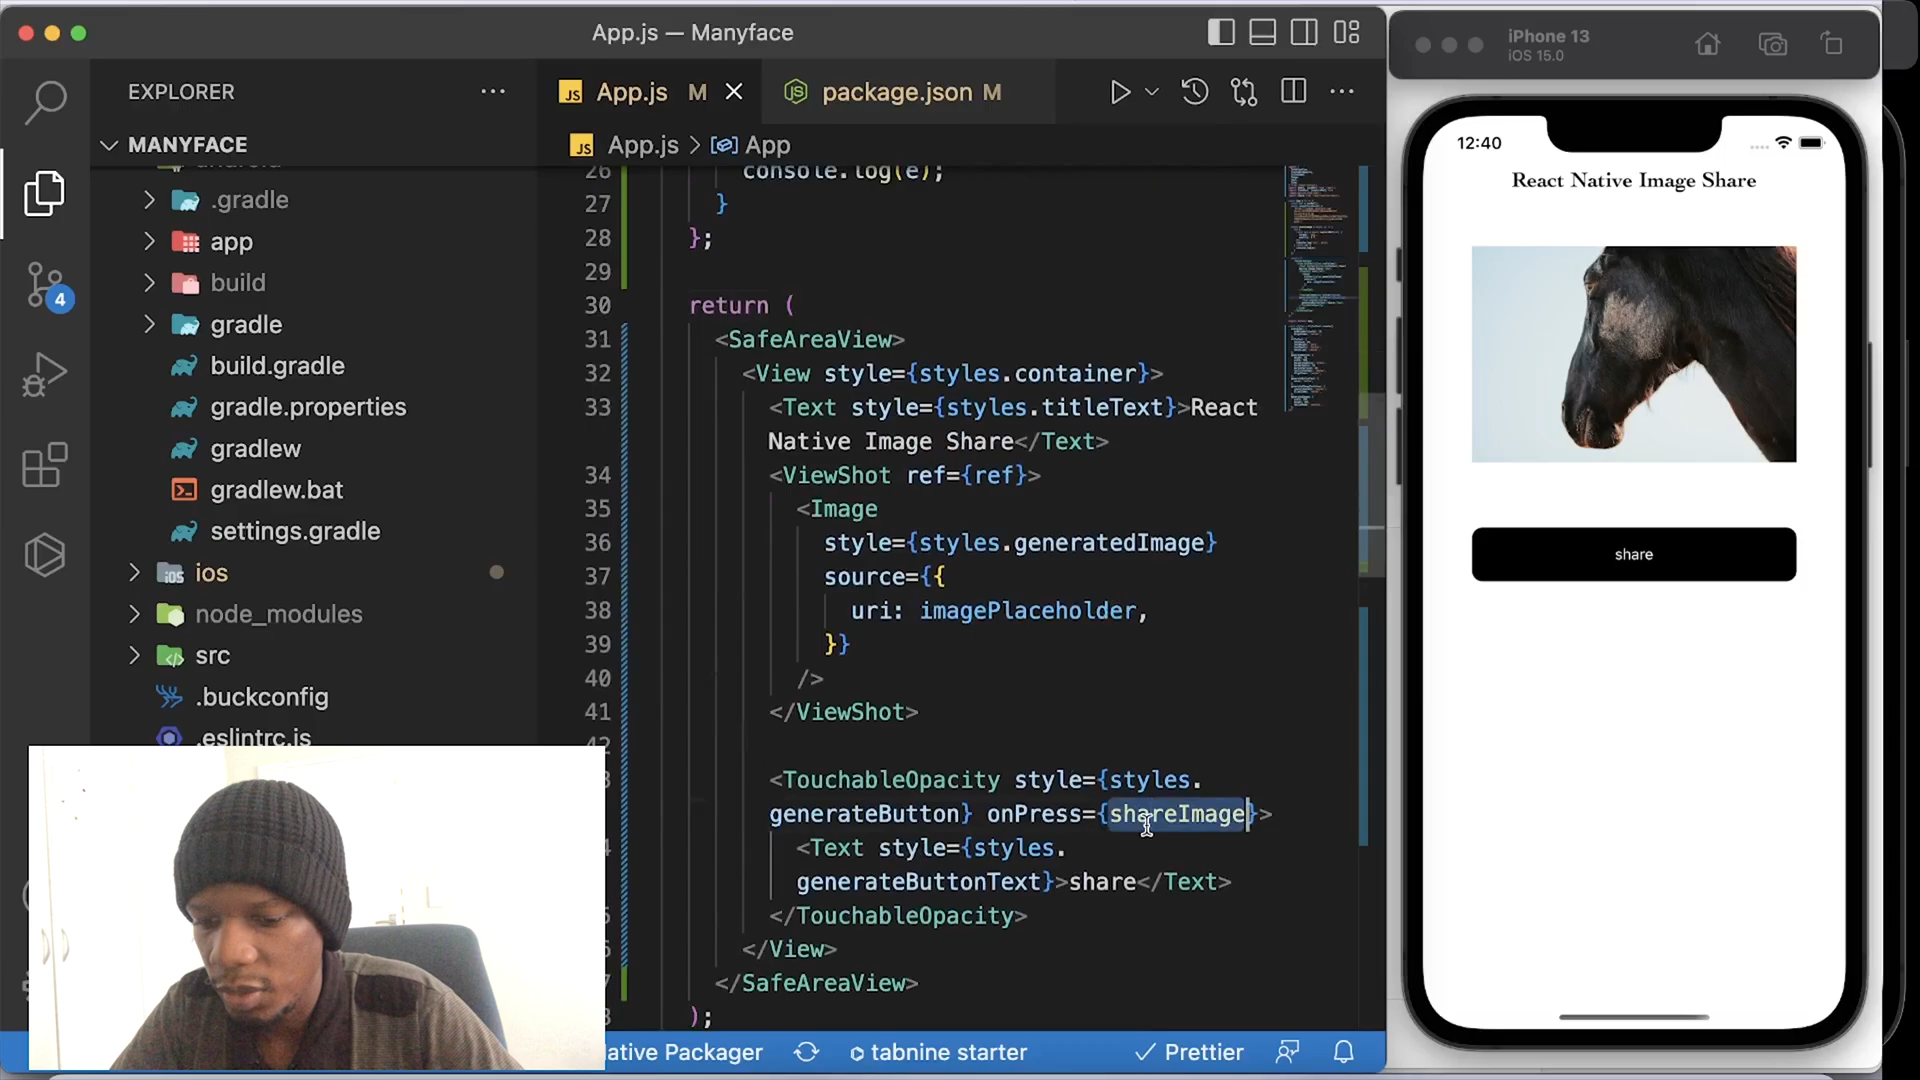 App.js — Manyface
iPhone 13
iOS 15.0
EXPLORER
JS App.js M
JS package.json M
MANYFACE
JS App.js > App
.gradle
app
build
gradle
build.gradle
gradle.properties
gradlew
gradlew.bat
settings.gradle
ios
node_modules
src
.buckconfig
.eslintrc.js
4
26 console.log(e);
27 }
28 };
29
30 return (
31 <SafeAreaView>
32 <View style={styles.container}>
33 <Text style={styles.titleText}>React
Native Image Share</Text>
34 <ViewShot ref={ref}>
35 <Image
36 style={styles.generatedImage}
37 source={{
38 uri: imagePlaceholder,
39 }}
40 />
41 </ViewShot>
42
<TouchableOpacity style={styles.
generateButton} onPress={shareImage}>
<Text style={styles.
generateButtonText}>share</Text>
</TouchableOpacity>
</View>
</SafeAreaView>
);
ative Packager
tabnine starter
Prettier
12:40
React Native Image Share
share